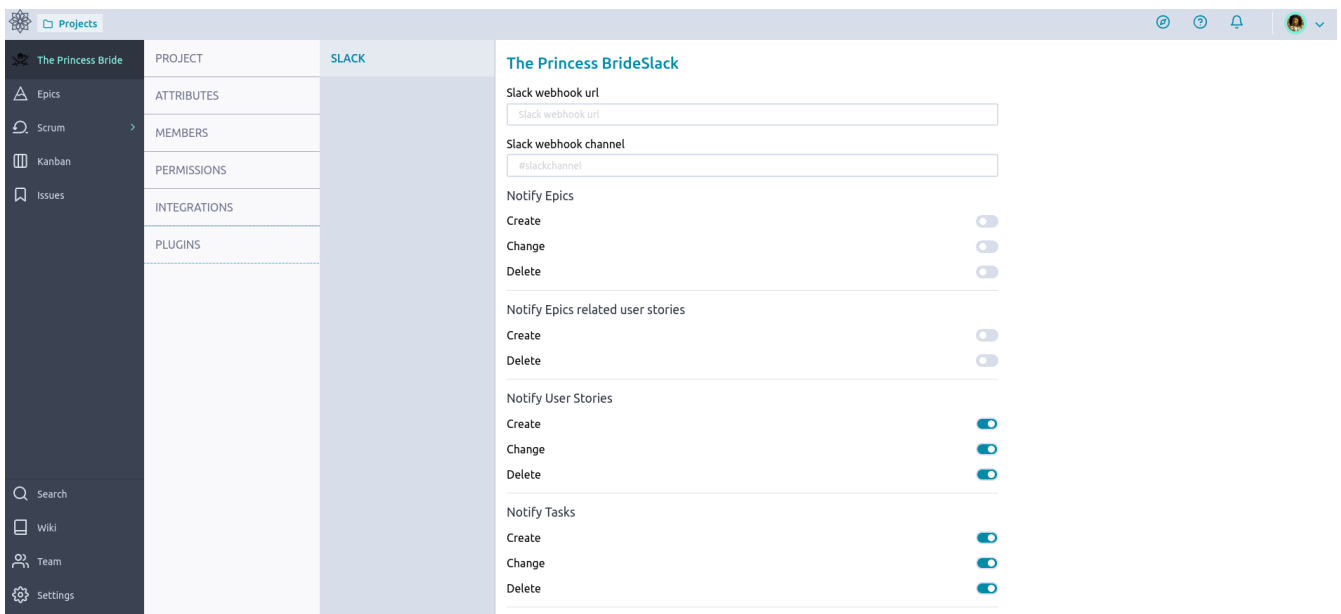 Projects
The Princess Bride
Epics
Scrum
Kanban
Issues
Search
Wiki
Team
Settings
PROJECT
ATTRIBUTES
MEMBERS
PERMISSIONS
INTEGRATIONS
PLUGINS
SLACK
The Princess BrideSlack
Slack webhook url
Slack webhook url
Slack webhook channel
#slackchannel
Notify Epics
Create
Change
Delete
Notify Epics related user stories
Create
Delete
Notify User Stories
Create
Change
Delete
Notify Tasks
Create
Change
Delete